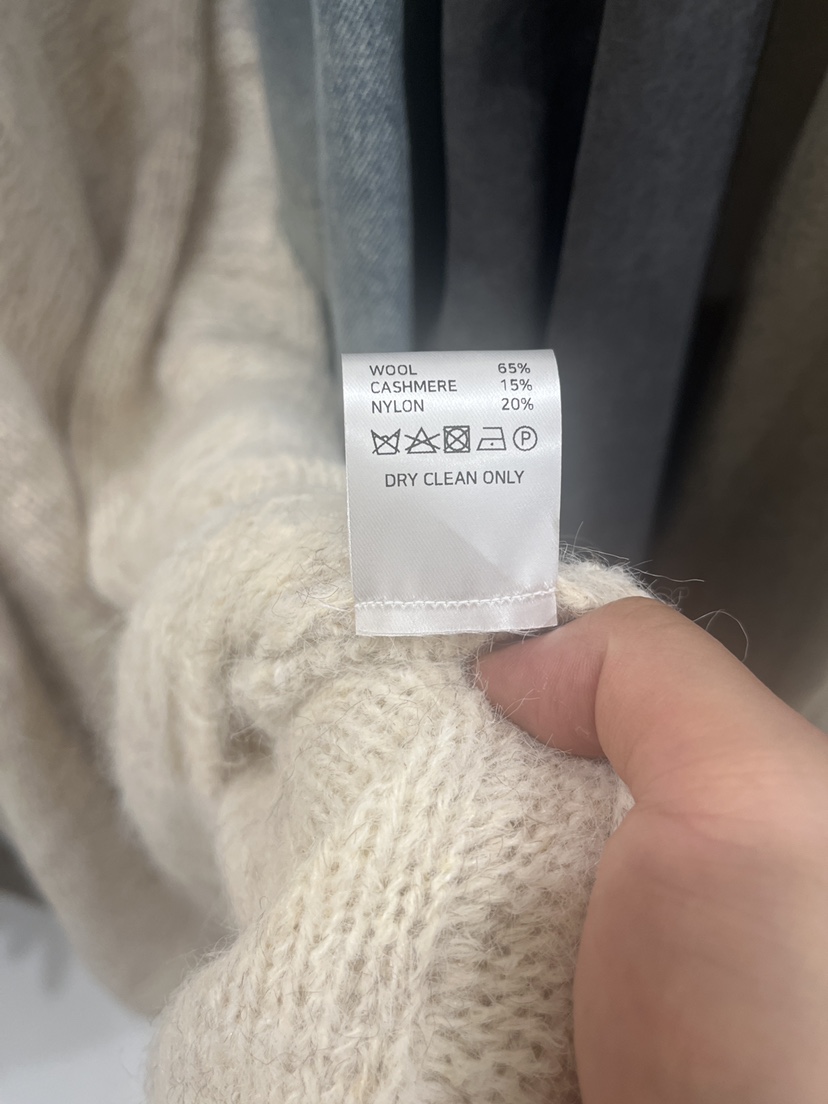 WOOL 65%
CASHMERE 15%
NYLON 20%
P
DRY CLEAN ONLY